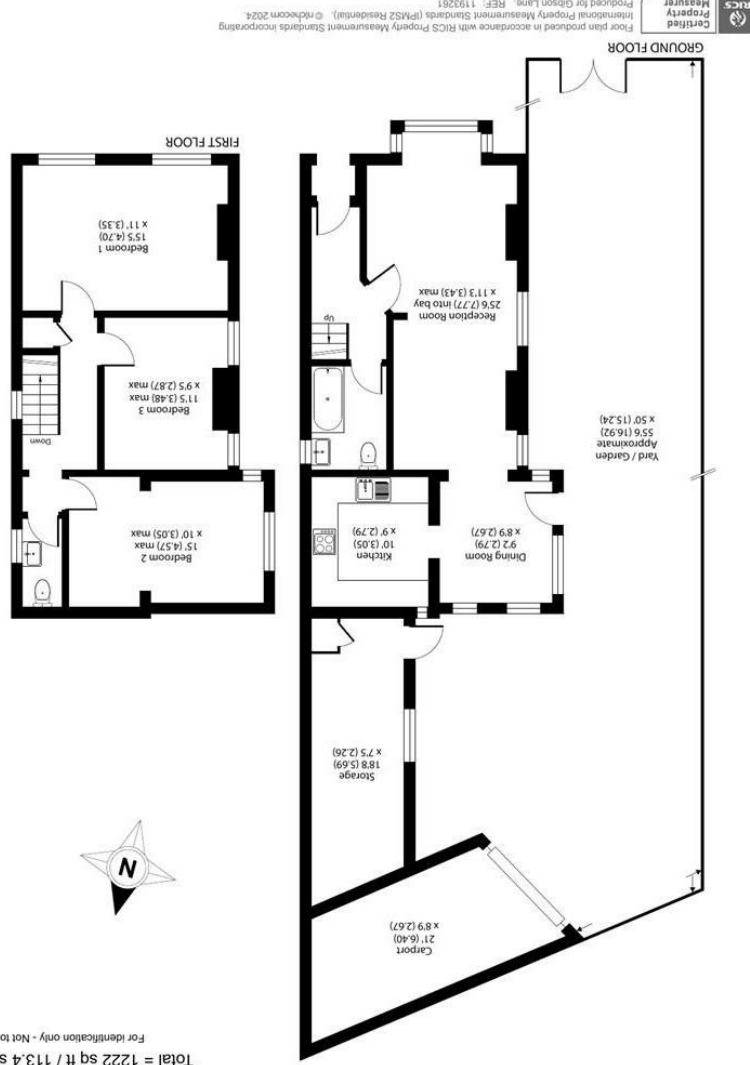 Total = 1222 sq ft / 113.4 s
For identification only - Not to
Carport
21' (6.40)
x 8'9 (2.67)
N
Storage
18'8 (5.69)
x 7'5 (2.26)
Bedroom 2
15' (4.57) max
x 10' (3.05) max
Kitchen
10' (3.05)
x 9' (2.79)
Dining Room
9'2 (2.79)
x 8'9 (2.67)
Down
Bedroom 3
11'5 (3.48) max
x 9'5 (2.87) max
Yard / Garden
Approximate
55'6 (16.92)
x 50' (15.24)
Up
Reception Room
25'6 (7.77) into bay
x 11'3 (3.43) max
Bedroom 1
15'5 (4.70)
x 11' (3.35)
FIRST FLOOR
GROUND FLOOR
RICS
Certified
Property
Measurer
Floor plan produced in accordance with RICS Property Measurement Standards incorporating
International Property Measurement Standards (IPMS2 Residential). © nichecom 2024.
Produced for Gibson Lane. REF: 1193261